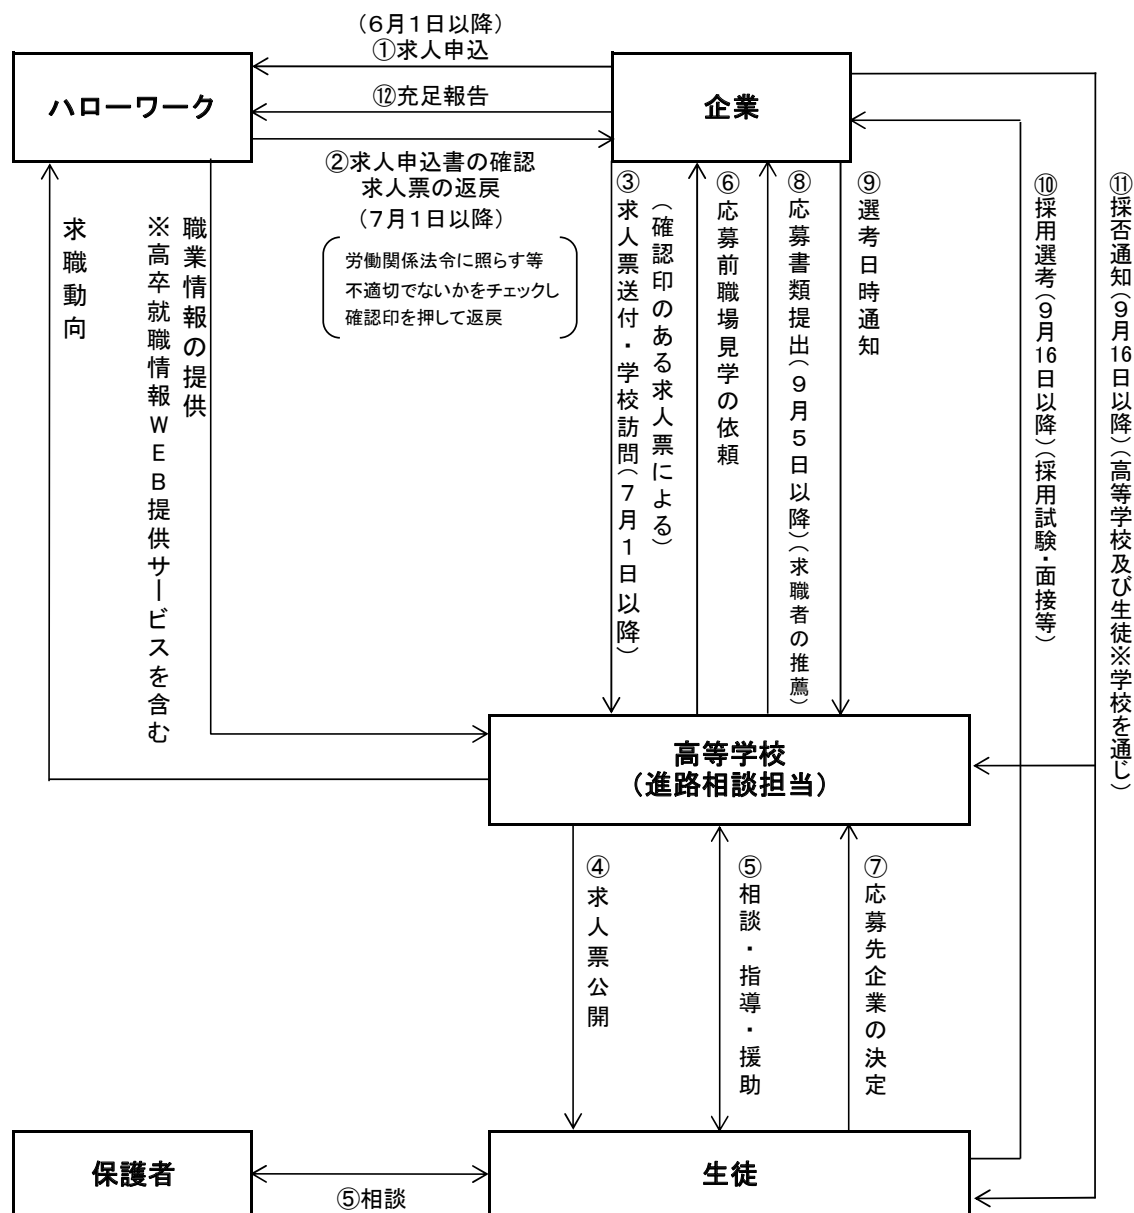 （６月１日以降）
①求人申込
ハローワーク
企業
⑫充足報告
②求人申込書の確認
求人票の返戻
（７月１日以降）
労働関係法令に照らす等
不適切でないかをチェックし
確認印を押して返戻
求職動向
職業情報の提供
※高卒就職情報ＷＥＢ提供サービスを含む
③求人票送付・学校訪問（７月１日以降）
（確認印のある求人票による）
⑥応募前職場見学の依頼
⑧応募書類提出（９月５日以降）（求職者の推薦）
⑨選考日時通知
⑩採用選考（９月16日以降）（採用試験・面接等）
⑪採否通知（９月16日以降）（高等学校及び生徒※学校を通じ）
高等学校
（進路相談担当）
④求人票公開
⑤相談・指導・援助
⑦応募先企業の決定
保護者
⑤相談
生徒